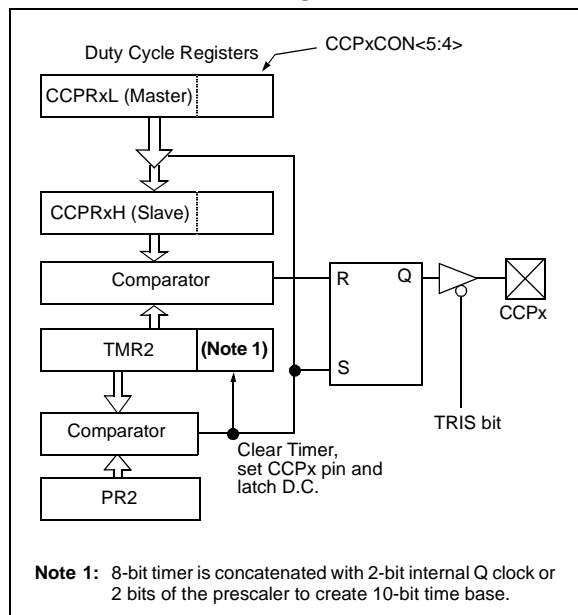 Duty Cycle Registers
CCPxCON<5:4>
CCPRxL (Master)
CCPRxH (Slave)
Comparator
R
Q
CCPx
TMR2
(Note 1)
S
Comparator
TRIS bit
Clear Timer,
set CCPx pin and
latch D.C.
PR2
Note 1: 8-bit timer is concatenated with 2-bit internal Q clock or
2 bits of the prescaler to create 10-bit time base.